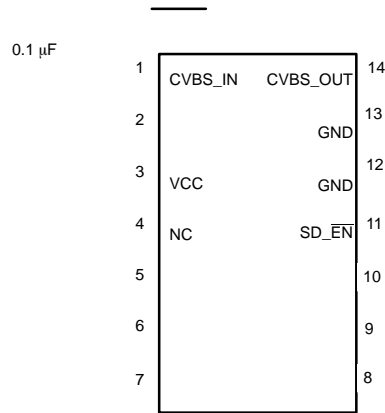 0.1 µF
1 CVBS_IN CVBS_OUT 14
2 13
GND
3 VCC GND 12
4 NC SD_EN 11
5 10
6 9
7 8